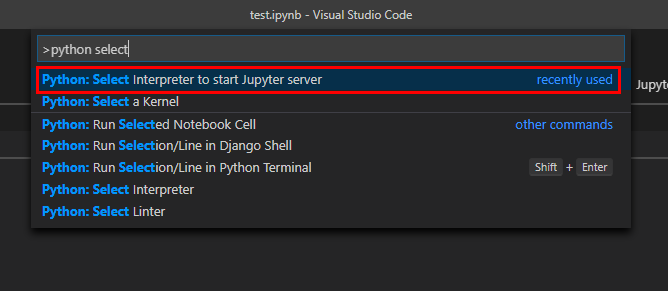 test.ipynb - Visual Studio Code
>python select
Python: Select Interpreter to start Jupyter server recently used
Jupyte
Python: Select a Kernel
Python: Run Selected Notebook Cell other commands
Python: Run Selection/Line in Django Shell
Python: Run Selection/Line in Python Terminal Shift + Enter
Python: Select Interpreter
Python: Select Linter